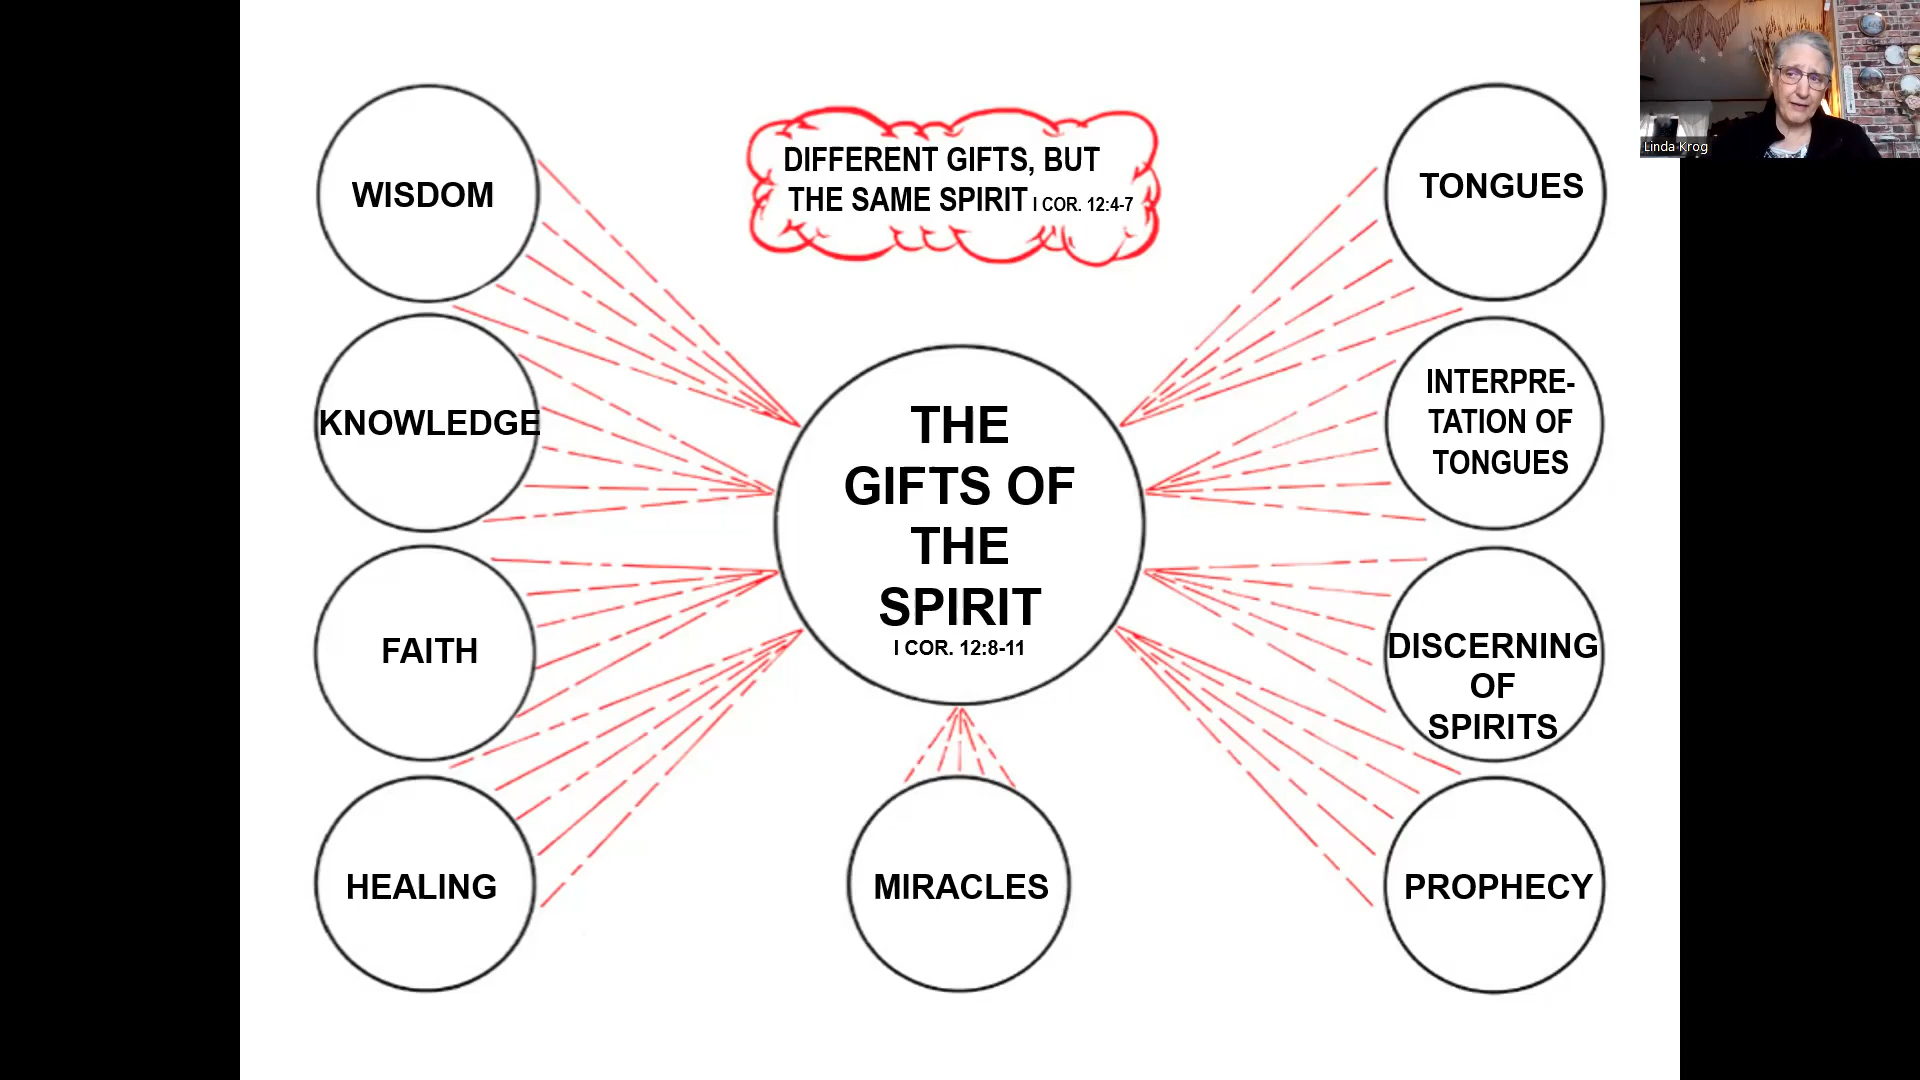 DIFFERENT GIFTS, BUT
THE SAME SPIRIT I COR. 12:4-7
WISDOM
KNOWLEDGE
FAITH
HEALING
THE
GIFTS OF
THE
SPIRIT
I COR. 12:8-11
MIRACLES
TONGUES
INTERPRE-
TATION OF
TONGUES
DISCERNING
OF
SPIRITS
PROPHECY
Linda Krog